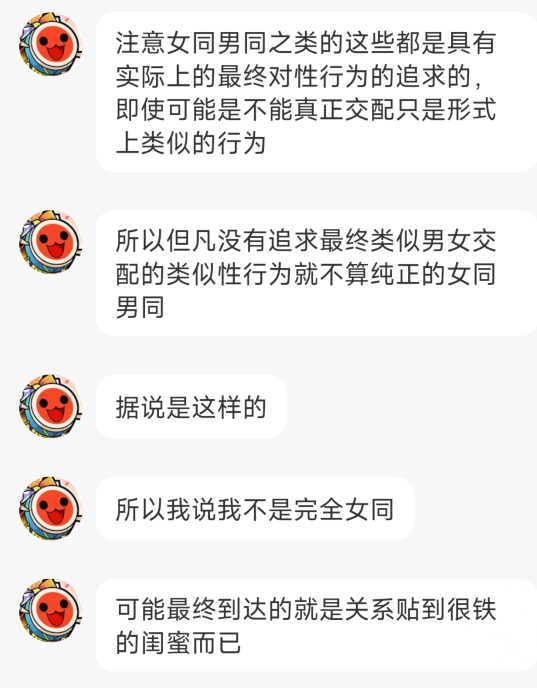 注意女同男同之类的这些都是具有
实际上的最终对性行为的追求的，
即使可能是不能真正交配只是形式
上类似的行为
所以但凡没有追求最终类似男女交
配的类似性行为就不算纯正的女同
男同
据说是这样的
所以我说我不是完全女同
可能最终到达的就是关系贴到很铁
的闺蜜而已